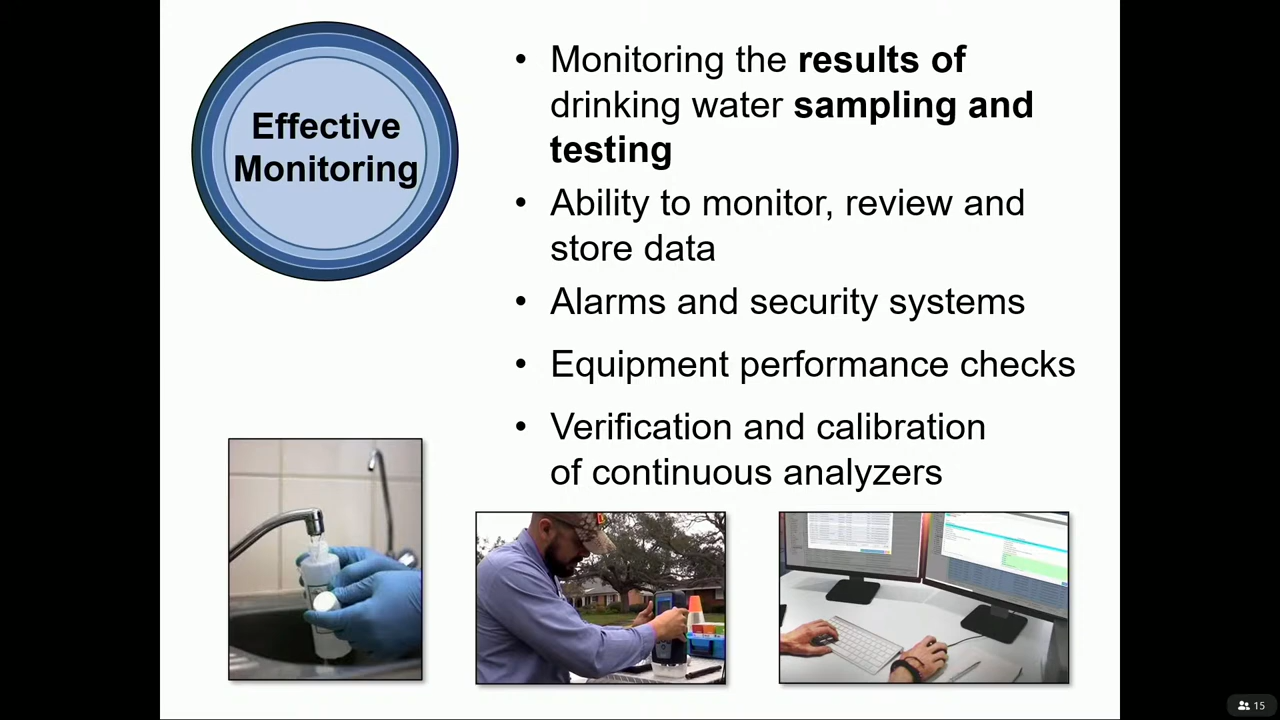 Effective
Monitoring
• Monitoring the results of
drinking water sampling and
testing
• Ability to monitor, review and
store data
• Alarms and security systems
• Equipment performance checks
• Verification and calibration
of continuous analyzers
15